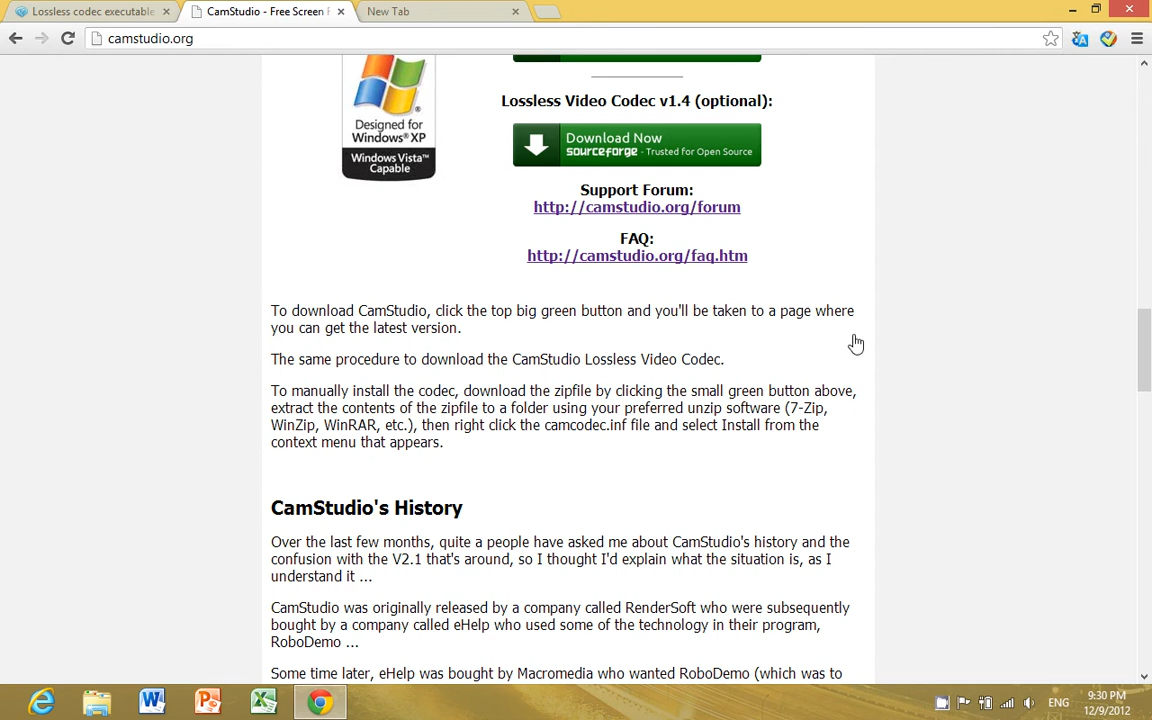 Lossless codec executable
CamStudio - Free Screen
New Tab
camstudio.org
Designed for
Windows® XP
Windows Vista™
Capable
Lossless Video Codec v1.4 (optional):
Download Now
sourceforge - Trusted for Open Source
Support Forum:
http://camstudio.org/forum
FAQ:
http://camstudio.org/faq.htm
To download CamStudio, click the top big green button and you'll be taken to a page where
you can get the latest version.
The same procedure to download the CamStudio Lossless Video Codec.
To manually install the codec, download the zipfile by clicking the small green button above,
extract the contents of the zipfile to a folder using your preferred unzip software (7-Zip,
WinZip, WinRAR, etc.), then right click the camcodec.inf file and select Install from the
context menu that appears.
CamStudio's History
Over the last few months, quite a people have asked me about CamStudio's history and the
confusion with the V2.1 that's around, so I thought I'd explain what the situation is, as I
understand it ...
CamStudio was originally released by a company called RenderSoft who were subsequently
bought by a company called eHelp who used some of the technology in their program,
RoboDemo ...
Some time later, eHelp was bought by Macromedia who wanted RoboDemo (which was to
ENG
9:30 PM
12/9/2012